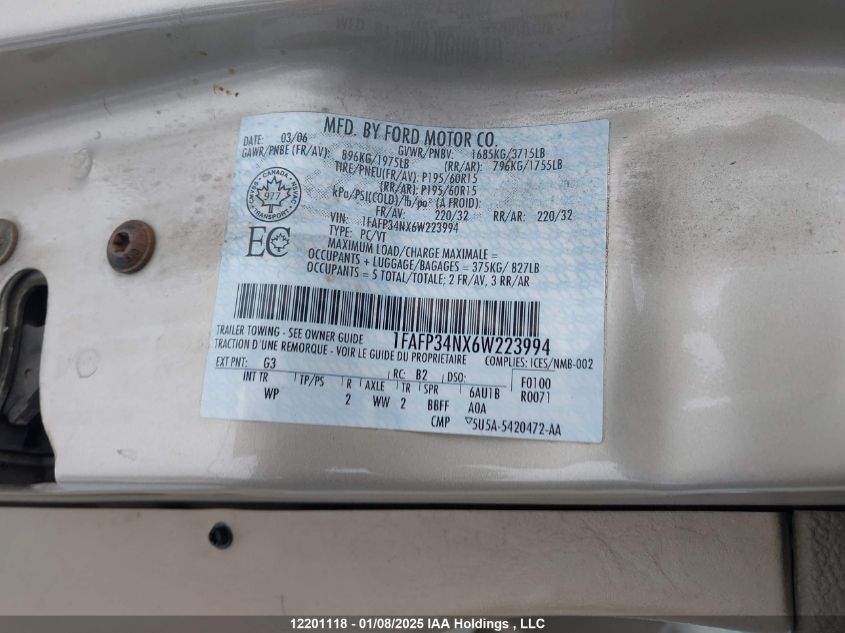 MFD. BY FORD MOTOR CO.
DATE: 03/06 GVWR/PNBV: 1685KG/3715LB
GAWR/PNBE (FR/AV): 896KG/1975LB (RR/AR): 796KG/1755LB
TIRE/PNEU(FR/AV): P195/60R15
(RR/AR): P195/60R15
kPa/PSI(COLD)/lb/po² (À FROID):
FR/AV: 220/32 RR/AR: 220/32
CANADA
977
TRANSPORT
VIN: 1FAFP34NX6W223994
TYPE: PC/VT
EC
MAXIMUM LOAD/CHARGE MAXIMALE =
OCCUPANTS + LUGGAGE/BAGAGES = 375KG/ 827LB
OCCUPANTS = 5 TOTAL/TOTALE; 2 FR/AV, 3 RR/AR
TRAILER TOWING - SEE OWNER GUIDE 1FAFP34NX6W223994
TRACTION D'UNE REMORQUE - VOIR LE GUIDE DU PROPRIETAIRE COMPLIES: ICES/NMB-002
EXT PNT: G3 RC: B2 DSO: F0100
INT TR TP/PS R AXLE TR SPR 6AU1B R0071
WP 2 WW 2 BBFF A0A
CMP ▽5U5A-5420472-AA
12201118 - 01/08/2025 IAA Holdings , LLC